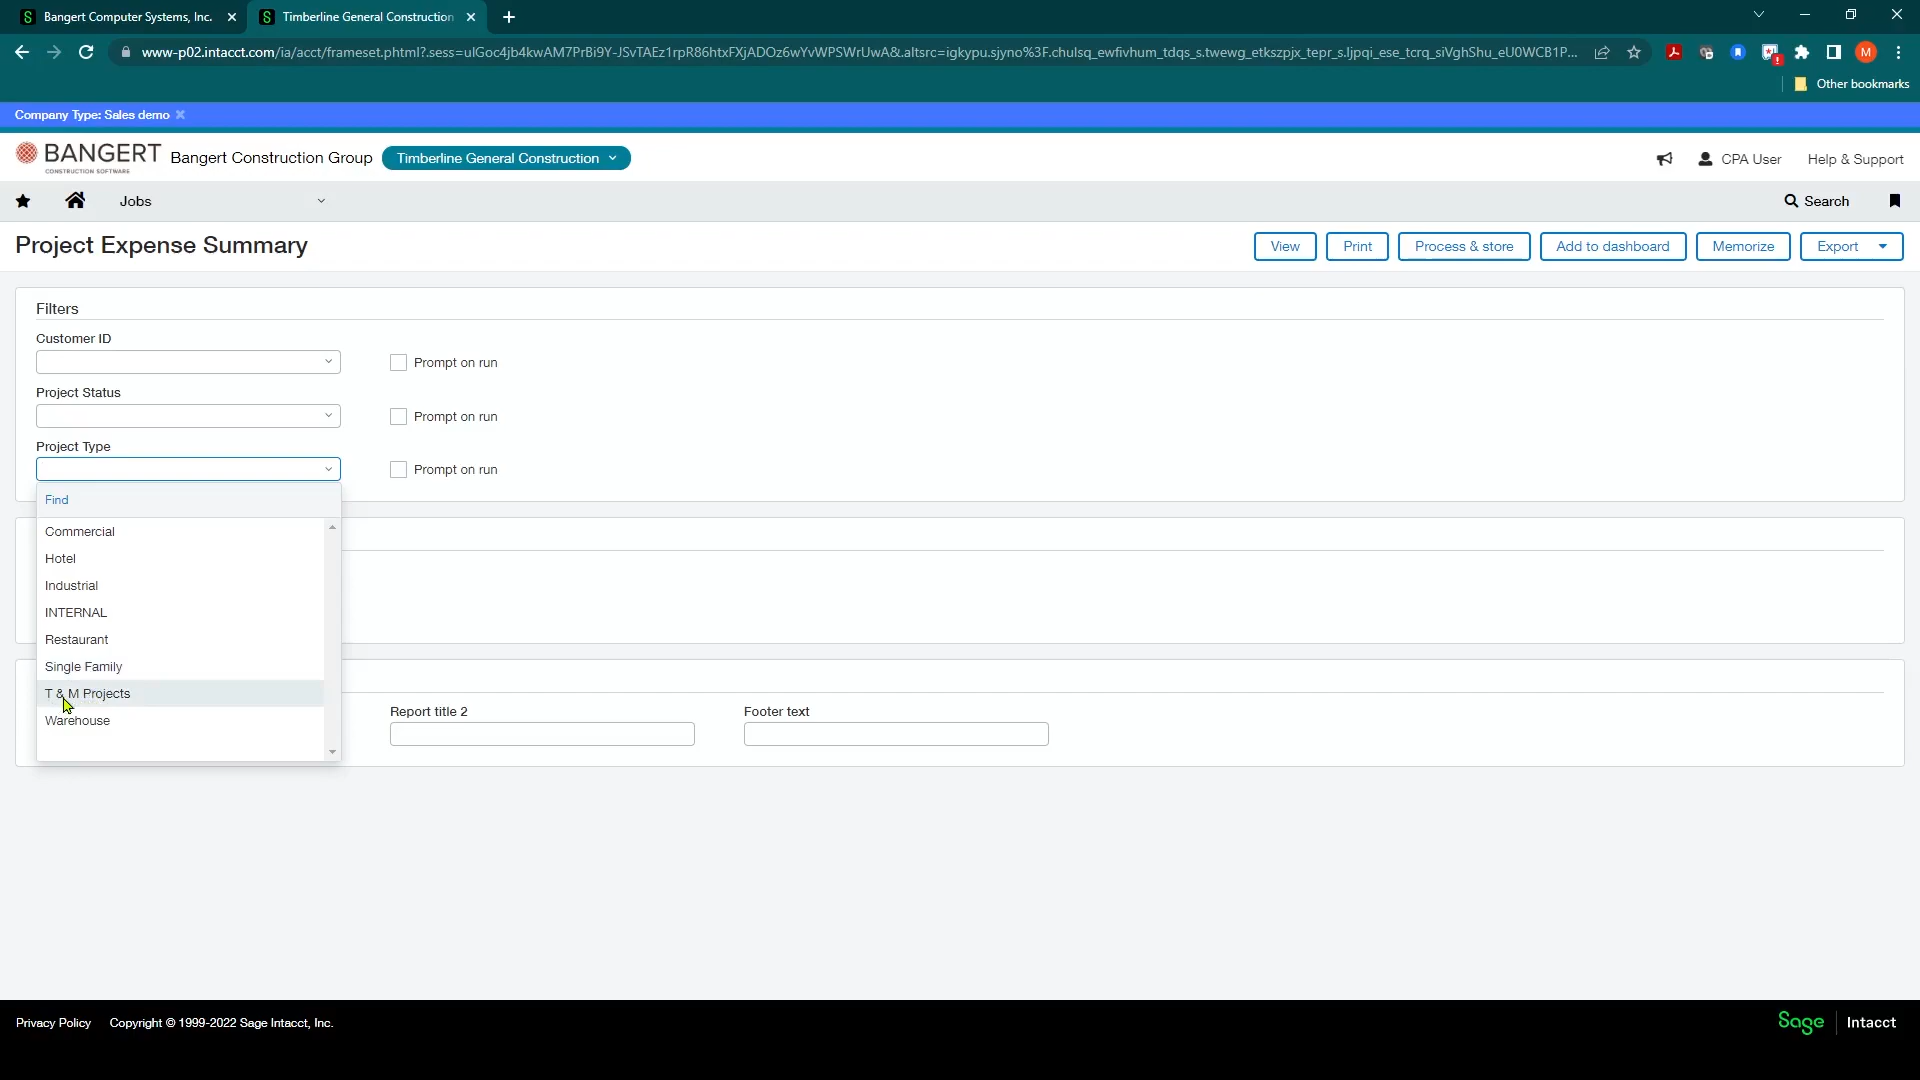 Bangert Computer Systems, Inc.
Timberline General Construction
www-p02.intacct.com/ia/acct/frameset.phtml?.sess=ulGoc4jb4kwAM7PrBi9Y-JSvTAEz1rpR86htxFXjADOz6wYvWPSWrUwA&.altsrc=igkypu.sjyno%3F.chulsq_ewfivhum_tdqs_s.twewg_etkszpjx_tepr_s.ljpqi_ese_tcrq_siVghShu_eU0WCB1P...
M
Other bookmarks
Company Type: Sales demo
BANGERT
CONSTRUCTION SOFTWARE
Bangert Construction Group
Timberline General Construction
CPA User
Help & Support
Jobs
Search
Project Expense Summary
View
Print
Process & store
Add to dashboard
Memorize
Export
Filters
Customer ID
Prompt on run
Project Status
Prompt on run
Project Type
Prompt on run
Find
Commercial
Hotel
Industrial
INTERNAL
Restaurant
Single Family
T & M Projects
Warehouse
Report title 2
Footer text
Privacy Policy
Copyright © 1999-2022 Sage Intacct, Inc.
Sage
Intacct